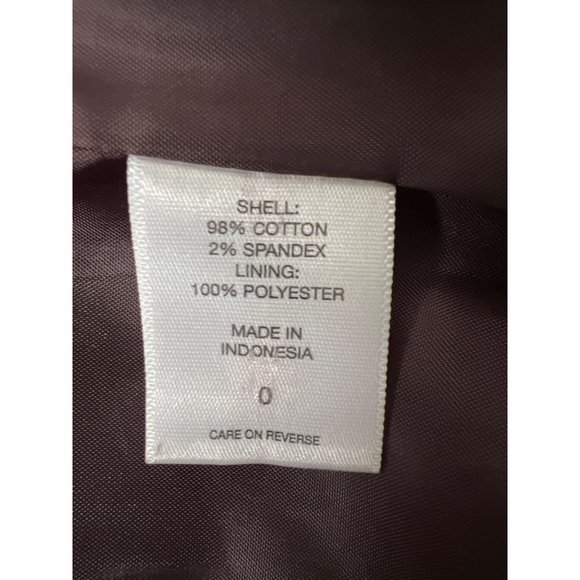 SHELL:
98% COTTON
2% SPANDEX
LINING:
100% POLYESTER
MADE IN
INDONESIA
0
CARE ON REVERSE